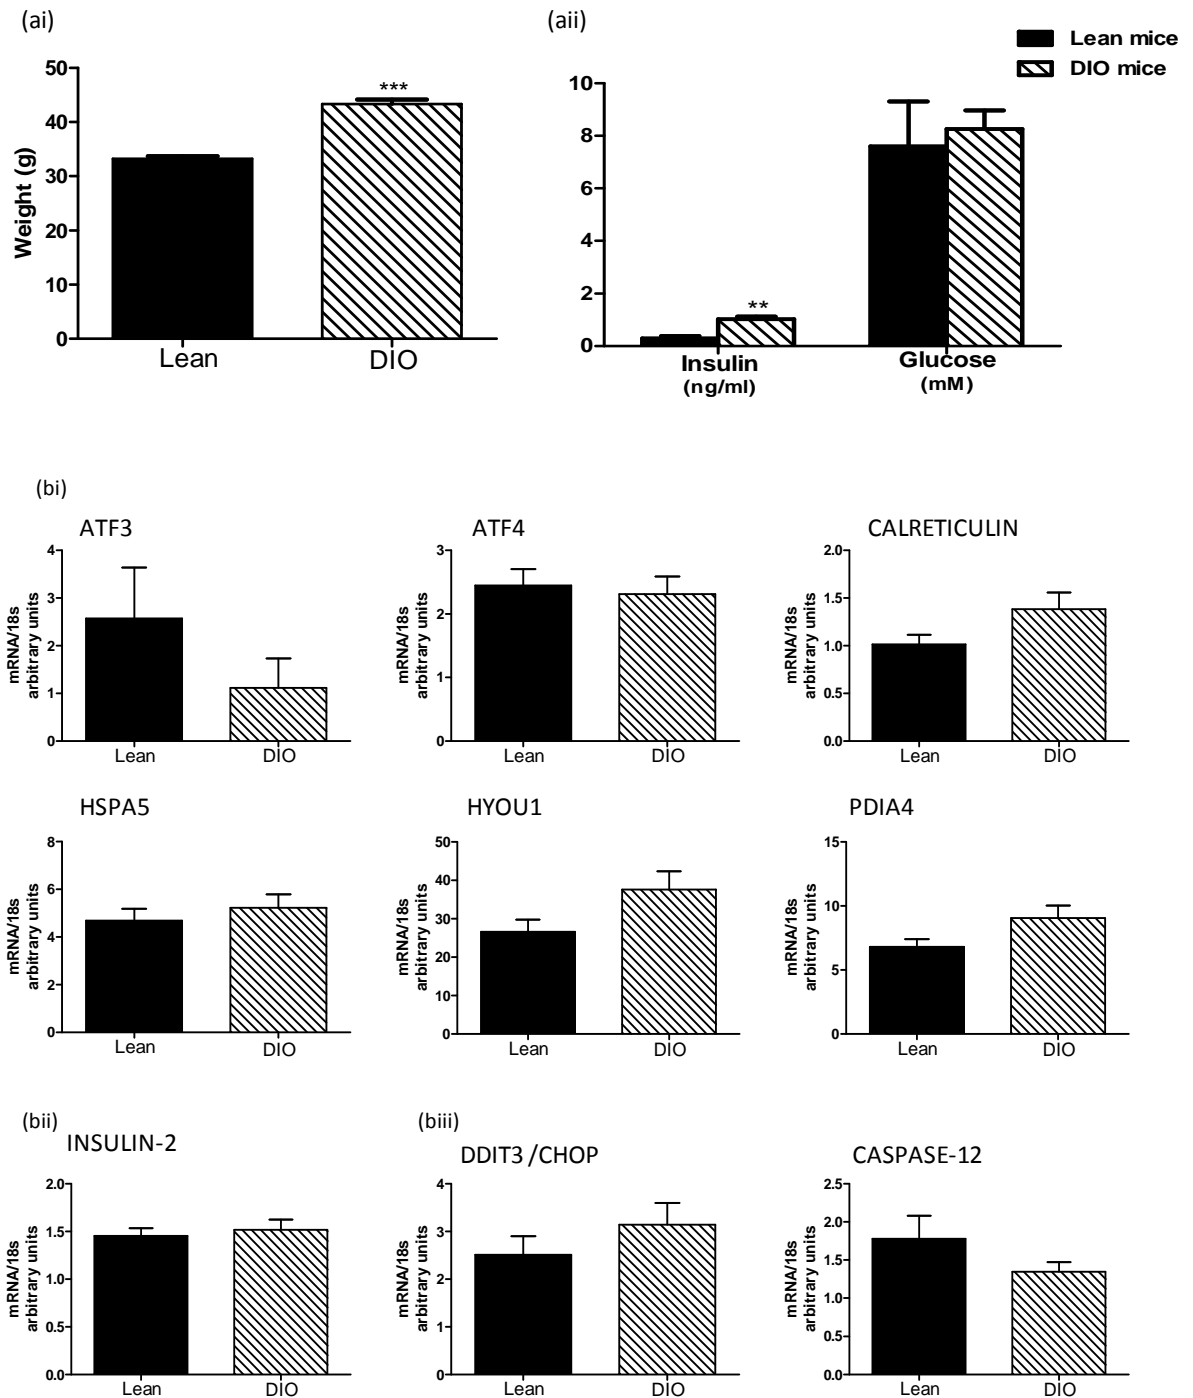 (ai)
(aii)
Lean mice
DIO mice
50
40
30
20
10
0
Weight (g)
***
Lean
DIO
10
8
6
4
2
0
**
Insulin
(ng/ml)
Glucose
(mM)
(bi)
ATF3
4
3
2
1
0
mRNA/18s
arbitrary units
Lean
DIO
ATF4
3
2
1
0
mRNA/18s
arbitrary units
Lean
DIO
CALRETICULIN
2.0
1.5
1.0
0.5
0.0
mRNA/18s
arbitrary units
Lean
DIO
HSPA5
8
6
4
2
0
mRNA/18s
arbitrary units
Lean
DIO
HYOU1
50
40
30
20
10
0
mRNA/18s
arbitrary units
Lean
DIO
PDIA4
15
10
5
0
mRNA/18s
arbitrary units
Lean
DIO
(bii)
INSULIN-2
2.0
1.5
1.0
0.5
0.0
mRNA/18s
arbitrary units
Lean
DIO
(biii)
DDIT3 /CHOP
4
3
2
1
0
mRNA/18s
arbitrary units
Lean
DIO
CASPASE-12
2.5
2.0
1.5
1.0
0.5
0.0
mRNA/18s
arbitrary units
Lean
DIO